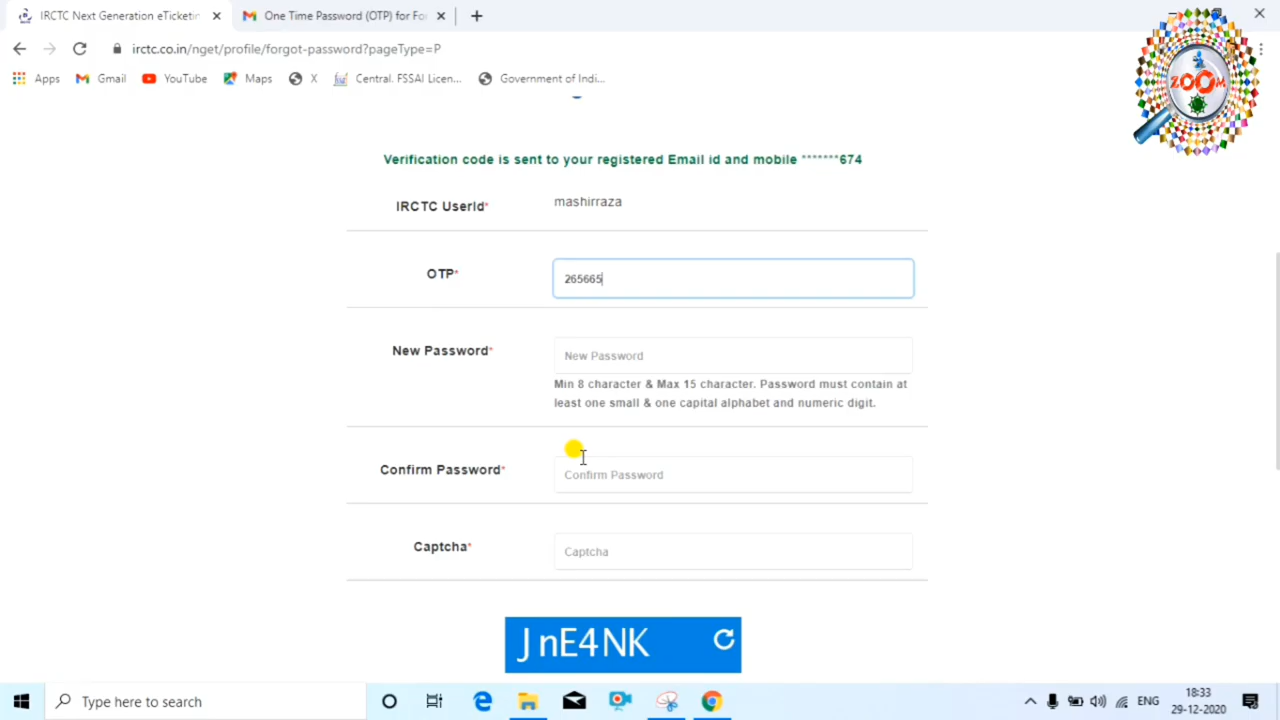 IRCTC Next Generation eTicketin
One Time Password (OTP) for For
irctc.co.in/nget/profile/forgot-password?pageType=P
Apps
Gmail
YouTube
Maps
X
Central. FSSAI Licen...
Government of Indi...
ZOOM
Verification code is sent to your registered Email id and mobile *******674
IRCTC UserId*
mashirraza
OTP*
265665
New Password*
New Password
Min 8 character & Max 15 character. Password must contain at
least one small & one capital alphabet and numeric digit.
Confirm Password*
Confirm Password
Captcha*
Captcha
JnE4NK
Type here to search
ENG
18:33
29-12-2020